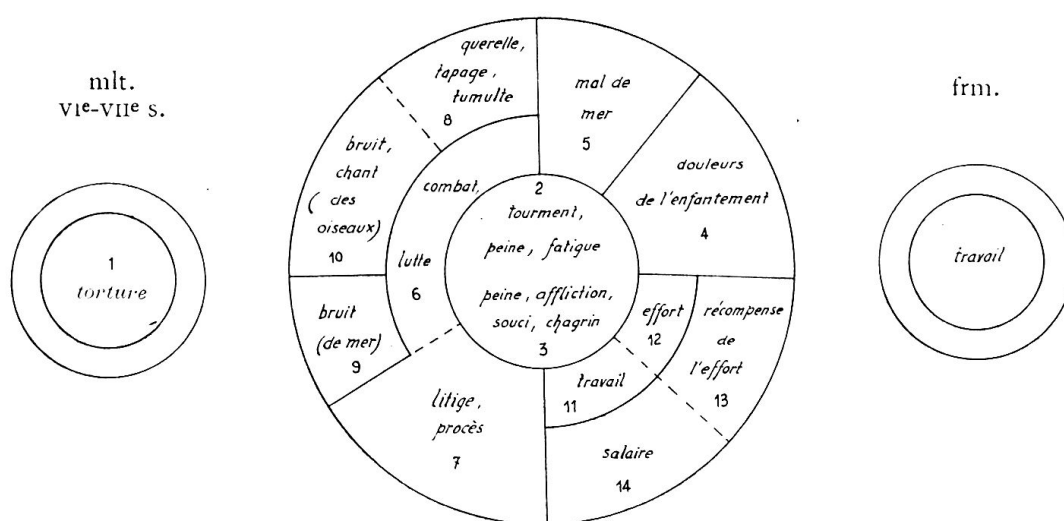 mlt.
VIe-VIIe s.
1
torture
querelle,
tapage,
tumulte
8
mal de
mer
5
douleurs
de l'enfantement
4
bruit,
chant
(des
oiseaux)
10
combat,
lutte
6
2
tourment,
peine, fatigue
peine, affliction,
souci, chagrin
3
bruit
(de mer)
9
litige,
procès
7
effort
12
travail
11
récompense
de
l'effort
13
salaire
14
frm.
travail